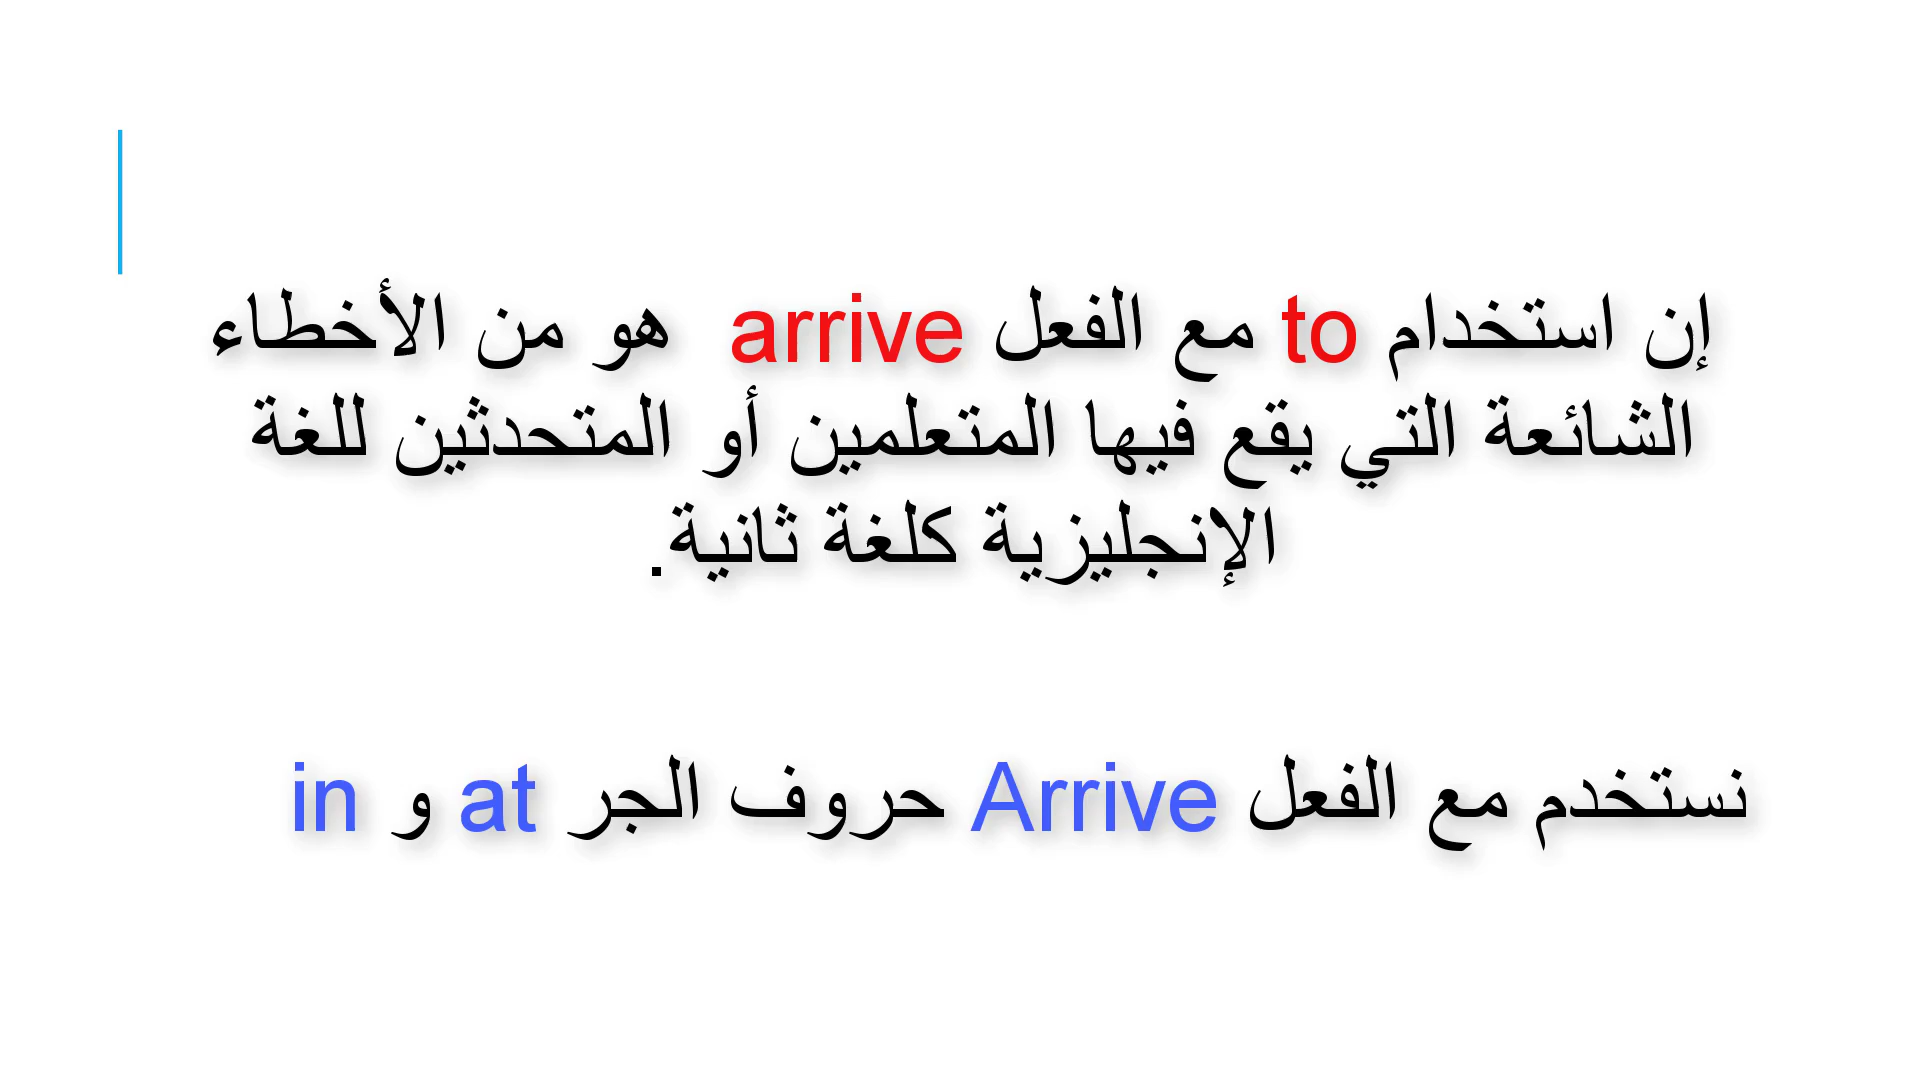 إن استخدام to مع الفعل arrive هو من الأخطاء
الشائعة التي يقع فيها المتعلمين أو المتحدثين للغة
الإنجليزية كلغة ثانية.
نستخدم مع الفعل Arrive حروف الجر at و in